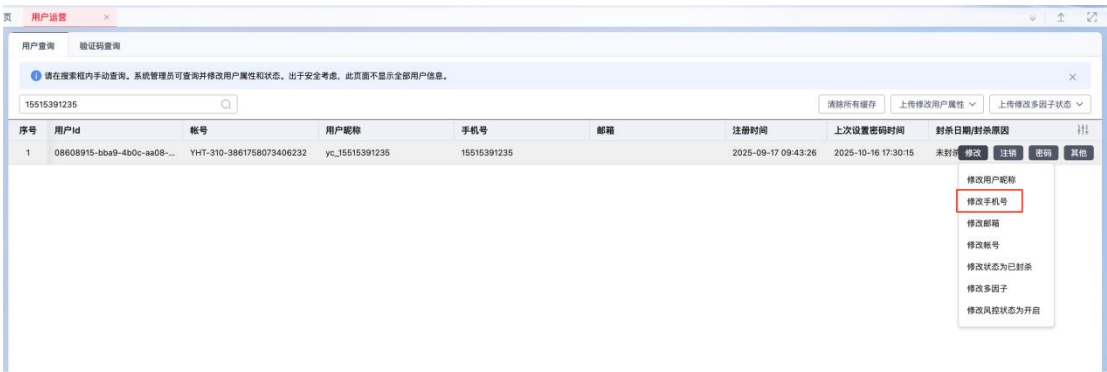 页 用户运营 ×
用户查询 验证码查询
请在搜索框内手动查询。系统管理员可查询并修改用户属性和状态。出于安全考虑，此页面不显示全部用户信息。
15515391235 清除所有缓存 上传修改用户属性 上传修改多因子状态
序号 用户Id 帐号 用户昵称 手机号 邮箱 注册时间 上次设置密码时间 封杀日期/封杀原因
1 08608915-bba9-4b0c-aa08-... YHT-310-3861758073406232 yc_15515391235 15515391235 2025-09-17 09:43:26 2025-10-16 17:30:15 未封杀 修改 注销 密码 其他
修改用户昵称
修改手机号
修改邮箱
修改帐号
修改状态为已封杀
修改多因子
修改风控状态为开启